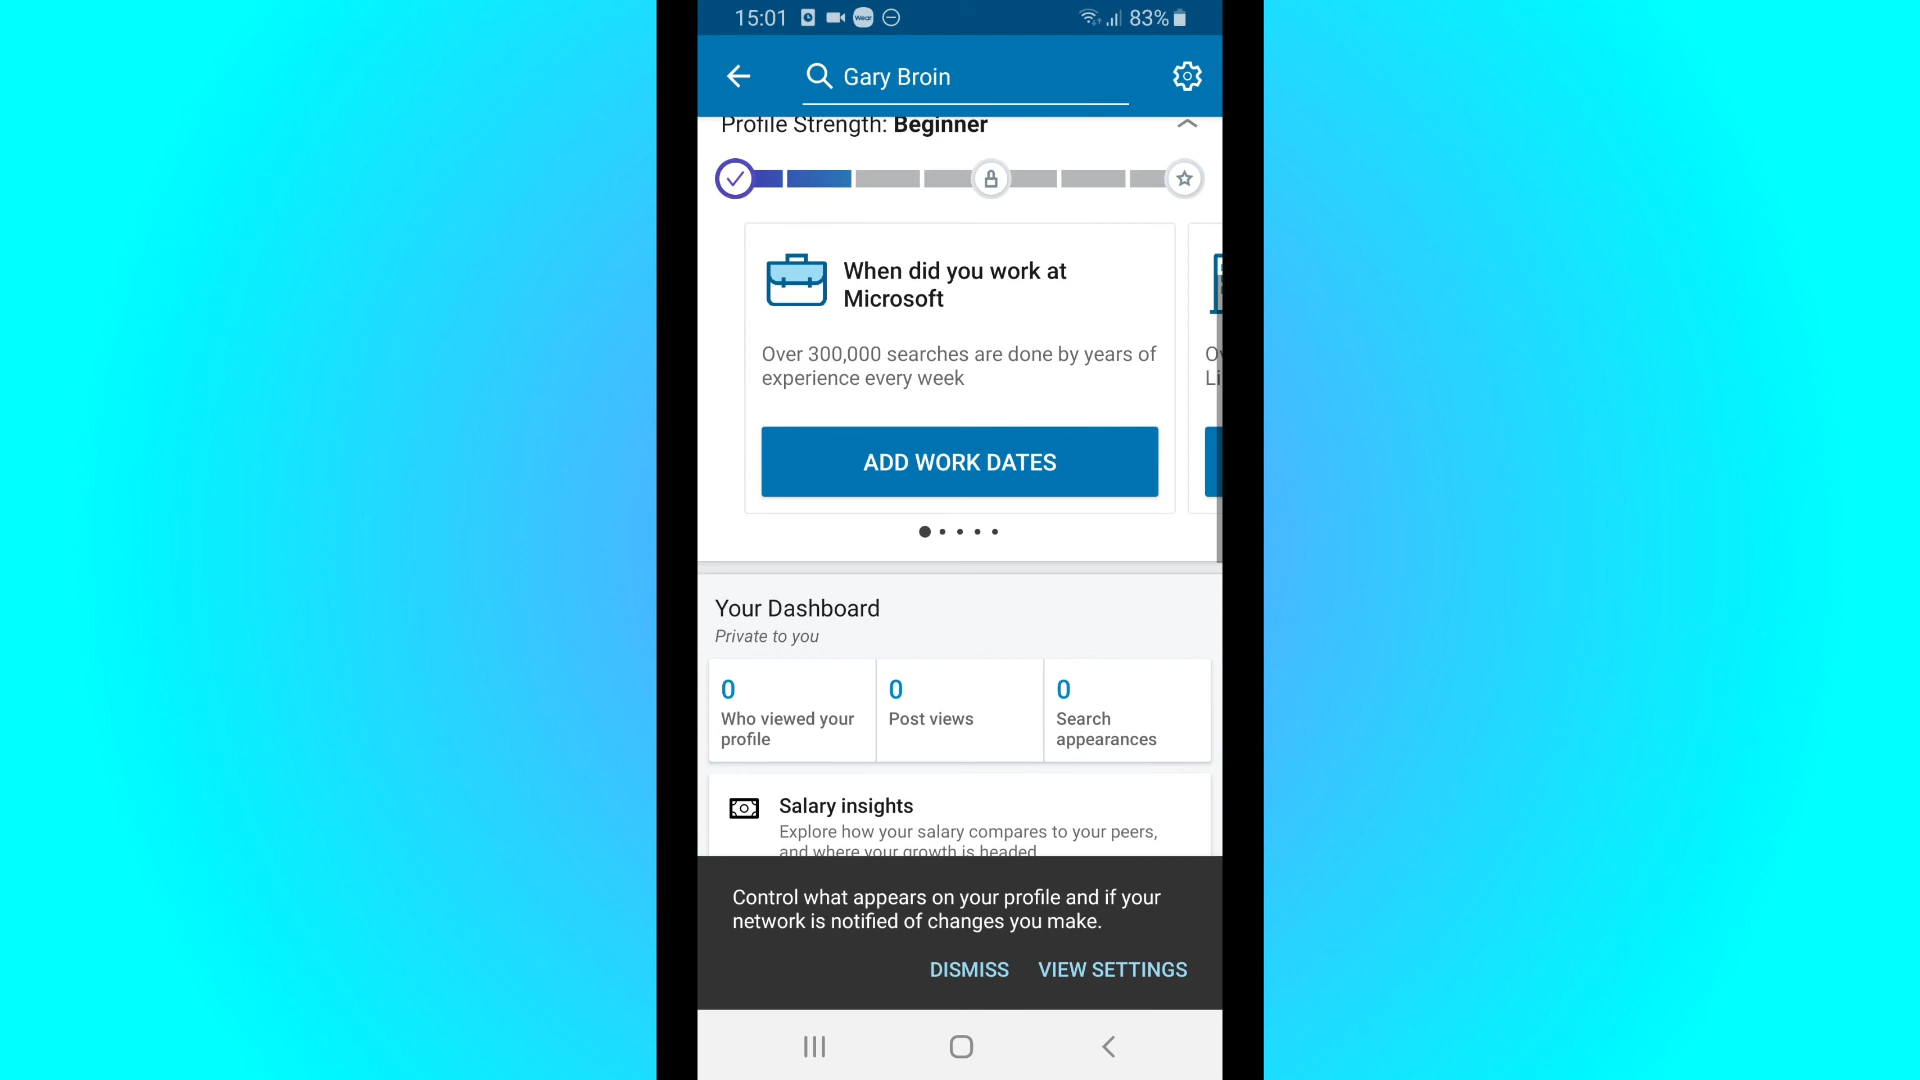 15:01 Wear 83%
Gary Broin
Profile Strength: Beginner
When did you work at
Microsoft
Over 300,000 searches are done by years of
experience every week
ADD WORK DATES
Your Dashboard
Private to you
0
Who viewed your
profile
0
Post views
0
Search
appearances
Salary insights
Explore how your salary compares to your peers,
and where your growth is headed
Control what appears on your profile and if your
network is notified of changes you make.
DISMISS VIEW SETTINGS